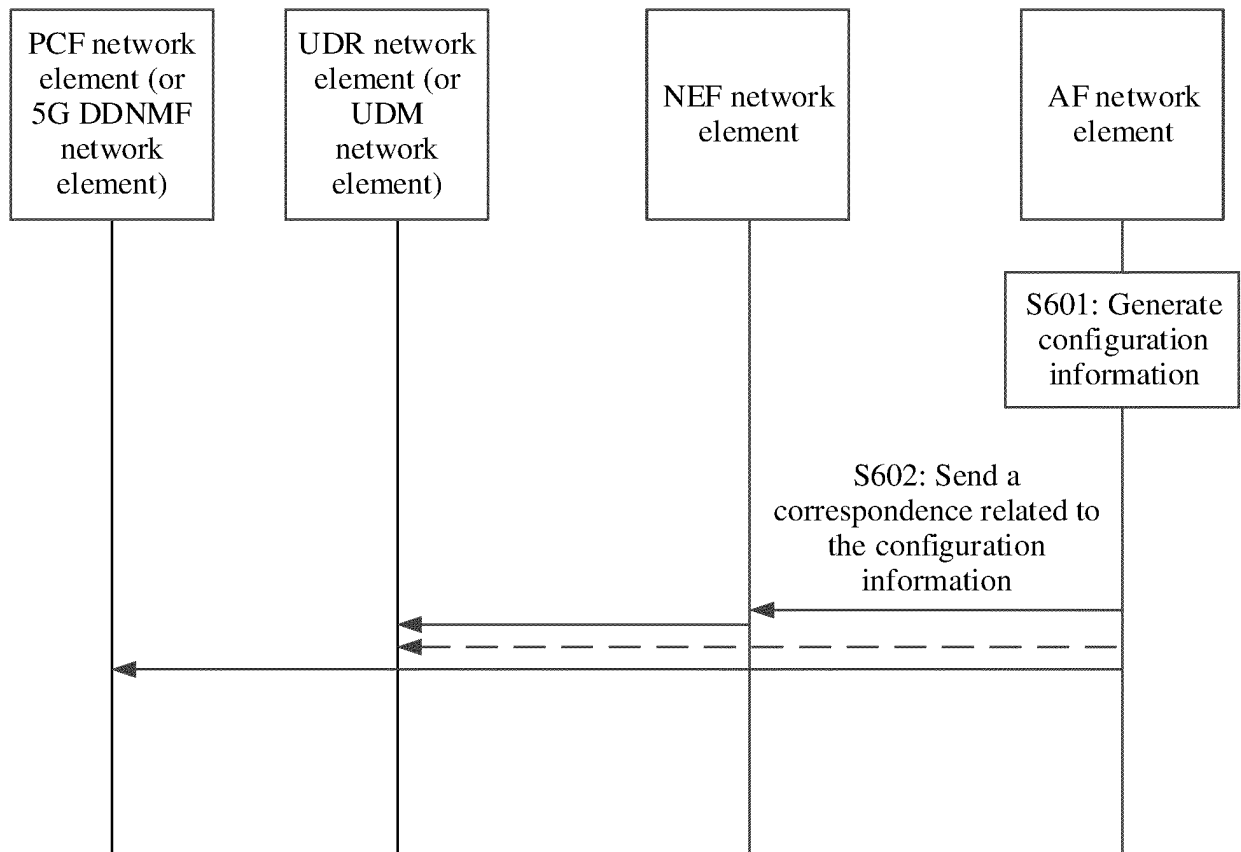 PCF network
element (or
5G DDNMF
network
element)
UDR network
element (or
UDM
network
element)
NEF network
element
AF network
element
S601: Generate
configuration
information
S602: Send a
correspondence related to
the configuration
information